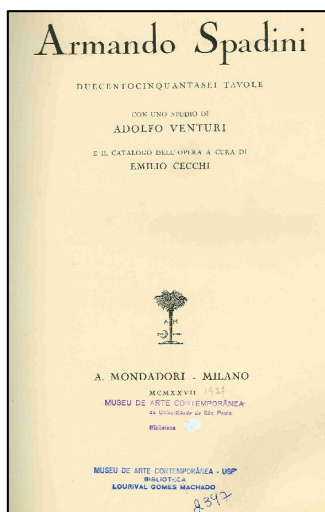 Armando Spadini
DUECENTOCINQUANTASEI TAVOLE
CON UNO STUDIO DI
ADOLFO VENTURI
E IL CATALOGO DELL'OPERA A CURA DI
EMILIO CECCHI
A M
A. MONDADORI - MILANO
MCMXXVII 1927
MUSEU DE ARTE CONTEMPORÂNEA
da Universidade de São Paulo
Biblioteca
MUSEU DE ARTE CONTEMPORÂNEA - USP
BIBLIOTECA
LOURIVAL GOMES MACHADO
2347